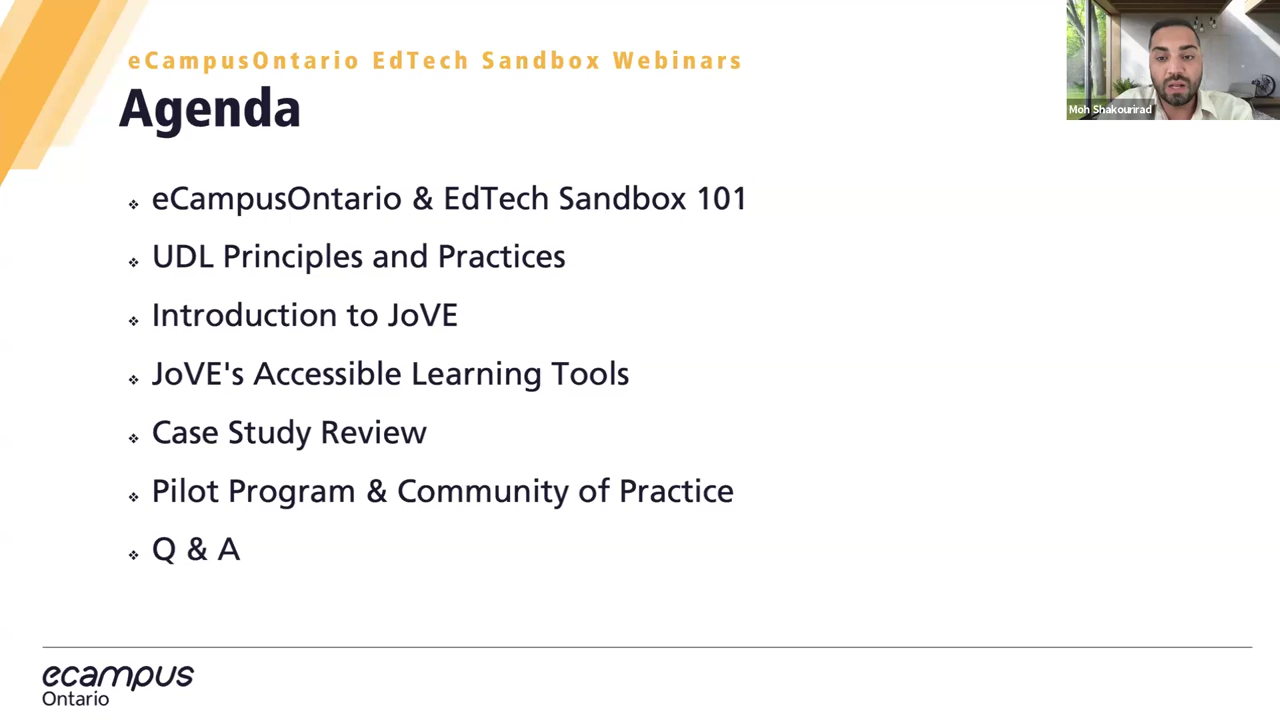 eCampusOntario EdTech Sandbox Webinars
Agenda
Moh Shakourirad
eCampusOntario & EdTech Sandbox 101
UDL Principles and Practices
Introduction to JoVE
JoVE's Accessible Learning Tools
Case Study Review
Pilot Program & Community of Practice
Q & A
ecampus
Ontario